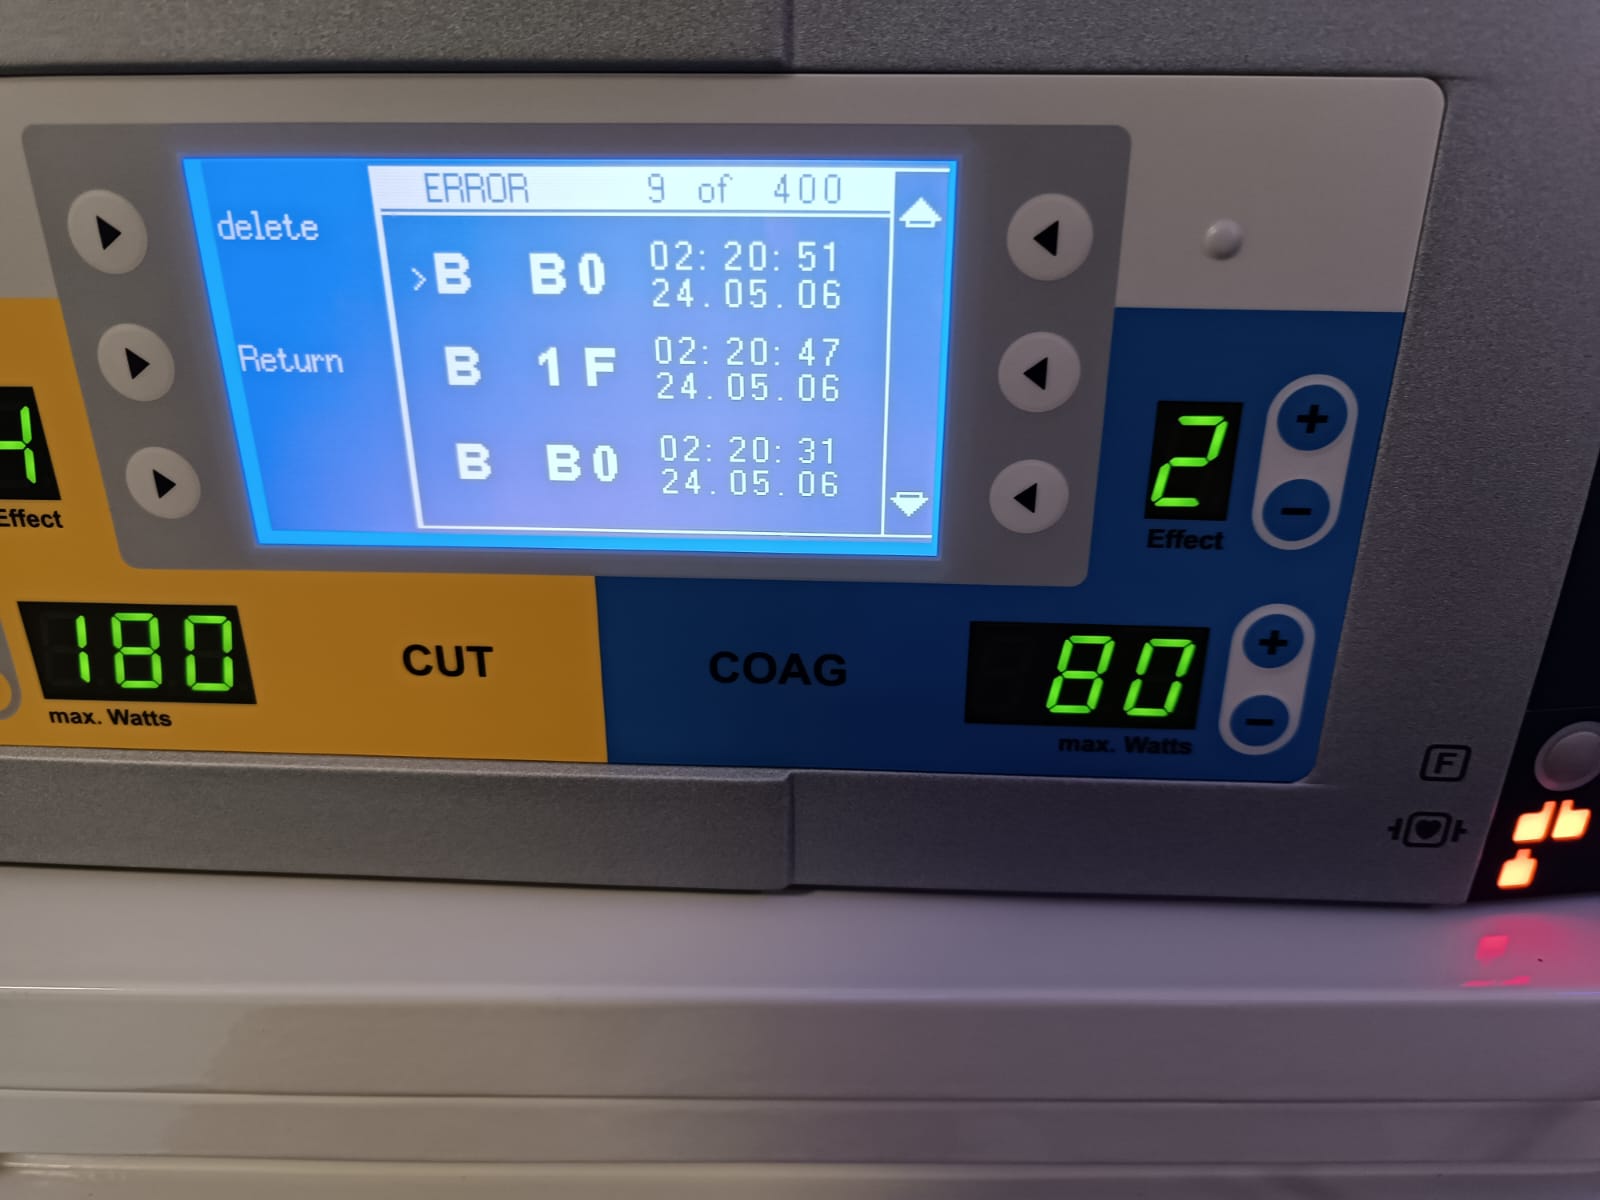 ERROR 9 of 400
delete
>B B0 02:20:51
24.05.06
Return
B 1F 02:20:47
24.05.06
B B0 02:20:31
24.05.06
4
Effect
2
+
-
Effect
180
max. Watts
CUT
COAG
80
max. Watts
+
-
F